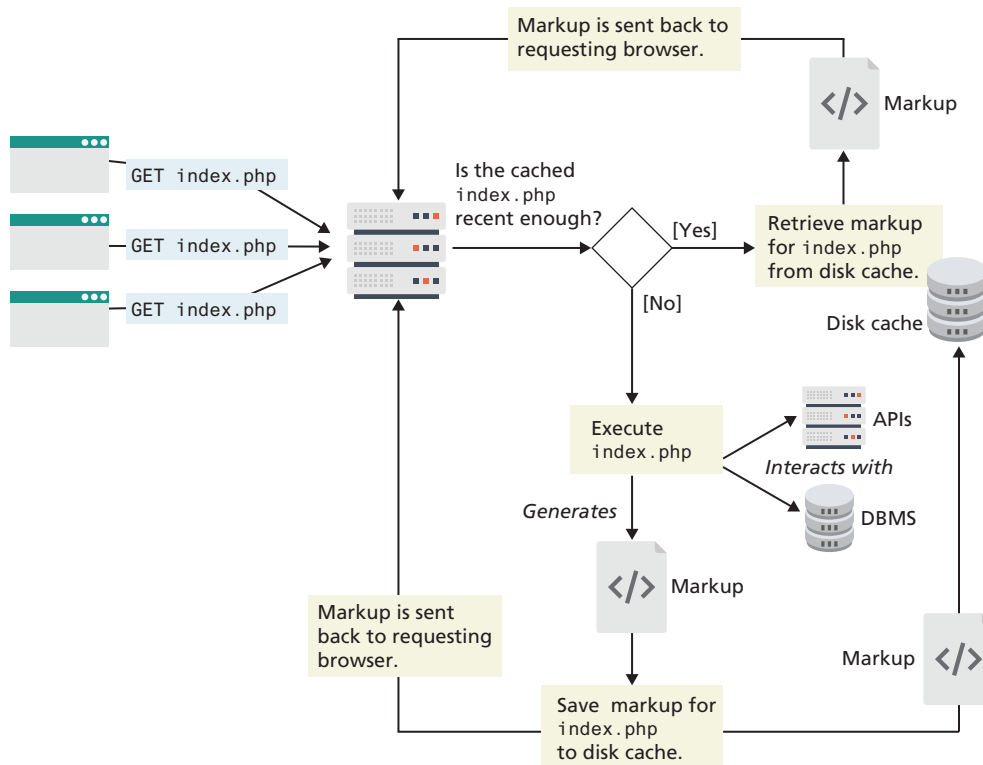 Markup is sent back to
requesting browser.
</> Markup
GET index.php
GET index.php
GET index.php
Is the cached
index.php
recent enough?
[Yes]
Retrieve markup
for index.php
from disk cache.
Disk cache
[No]
Execute
index.php
APIs
Interacts with
DBMS
Generates
</> Markup
Markup is sent
back to requesting
browser.
Markup </>
Save markup for
index.php
to disk cache.